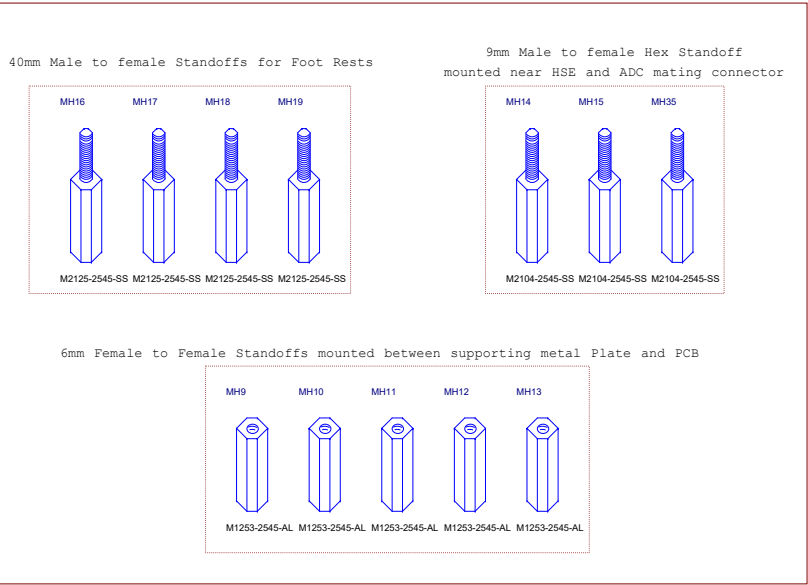 40mm Male to female Standoffs for Foot Rests
MH16 MH17 MH18 MH19
M2125-2545-SS M2125-2545-SS M2125-2545-SS M2125-2545-SS
9mm Male to female Hex Standoff
mounted near HSE and ADC mating connector
MH14 MH15 MH35
M2104-2545-SS M2104-2545-SS M2104-2545-SS
6mm Female to Female Standoffs mounted between supporting metal Plate and PCB
MH9 MH10 MH11 MH12 MH13
M1253-2545-AL M1253-2545-AL M1253-2545-AL M1253-2545-AL M1253-2545-AL